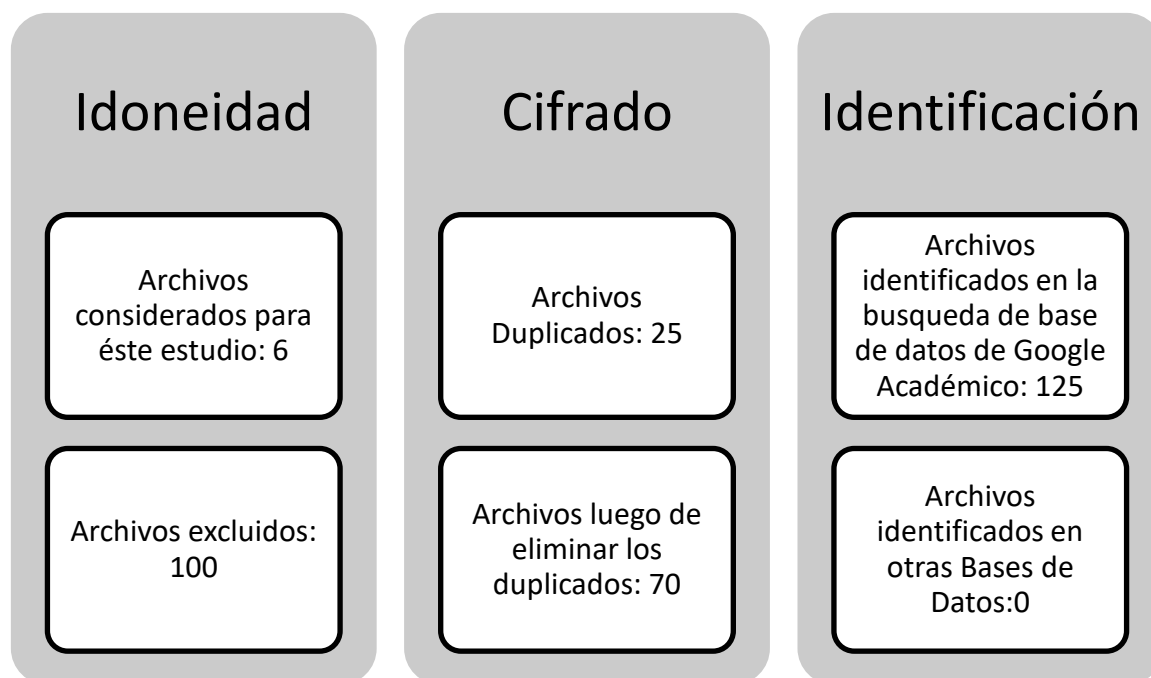 Idoneidad
Archivos
considerados para
éste estudio: 6
Archivos excluidos:
100
Cifrado
Archivos
Duplicados: 25
Archivos luego de
eliminar los
duplicados: 70
Identificación
Archivos
identificados en la
busqueda de base
de datos de Google
Académico: 125
Archivos
identificados en
otras Bases de
Datos:0